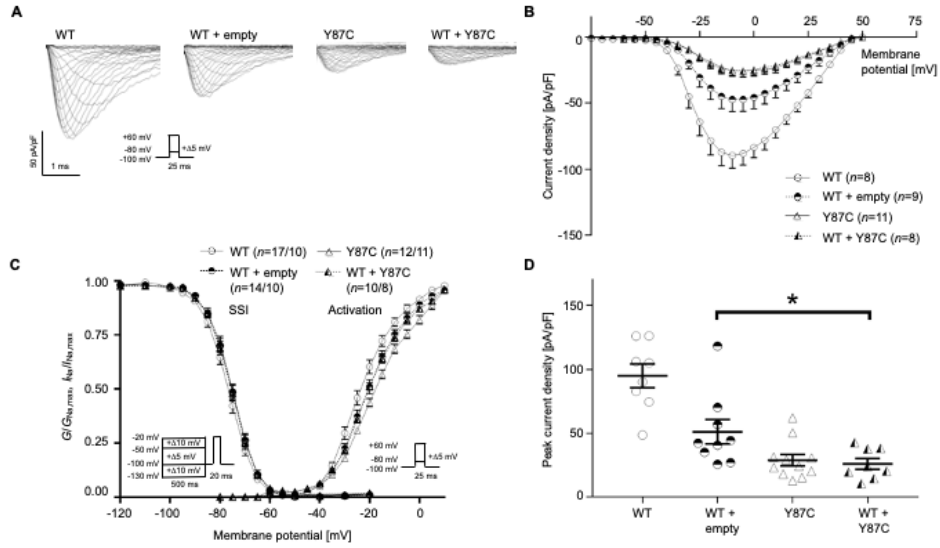 A
WT
WT + empty
Y87C
WT + Y87C
50 pA/pF
1 ms
+60 mV
-80 mV
-100 mV
+Δ5 mV
25 ms
B
-50 -25 0 25 50 75
Membrane
potential [mV]
0
-50
-100
-150
Current density [pA/pF]
WT (n=8)
WT + empty (n=9)
Y87C (n=11)
WT + Y87C (n=8)
C
WT (n=17/10)
Y87C (n=12/11)
WT + empty
(n=14/10)
WT + Y87C
(n=10/8)
SSI
Activation
1.00
0.75
0.50
0.25
0.00
G/GNa,max, INa/INa,max
-20 mV
-50 mV
-100 mV
-130 mV
+Δ10 mV
+Δ5 mV
+Δ10 mV
500 ms
20 ms
+60 mV
-80 mV
-100 mV
+Δ5 mV
25 ms
-120 -100 -80 -60 -40 -20 0
Membrane potential [mV]
D
*
150
100
50
0
Peak current density [pA/pF]
WT
WT +
empty
Y87C
WT +
Y87C